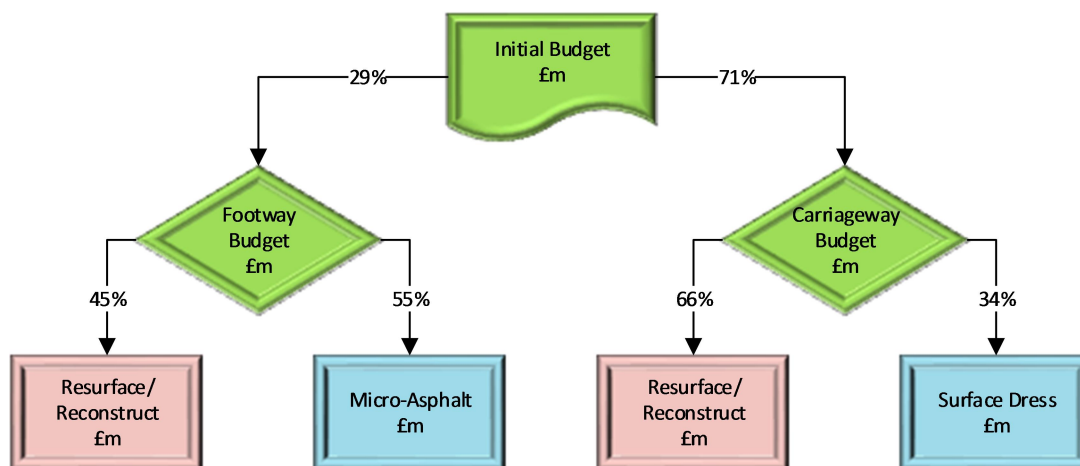 Initial Budget
£m
29%
71%
Footway
Budget
£m
Carriageway
Budget
£m
45%
55%
66%
34%
Resurface/
Reconstruct
£m
Micro-Asphalt
£m
Resurface/
Reconstruct
£m
Surface Dress
£m